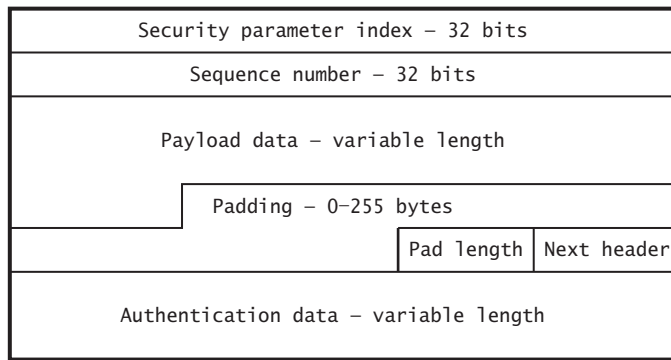 Security parameter index – 32 bits
Sequence number – 32 bits
Payload data – variable length
Padding – 0–255 bytes
Pad length Next header
Authentication data – variable length